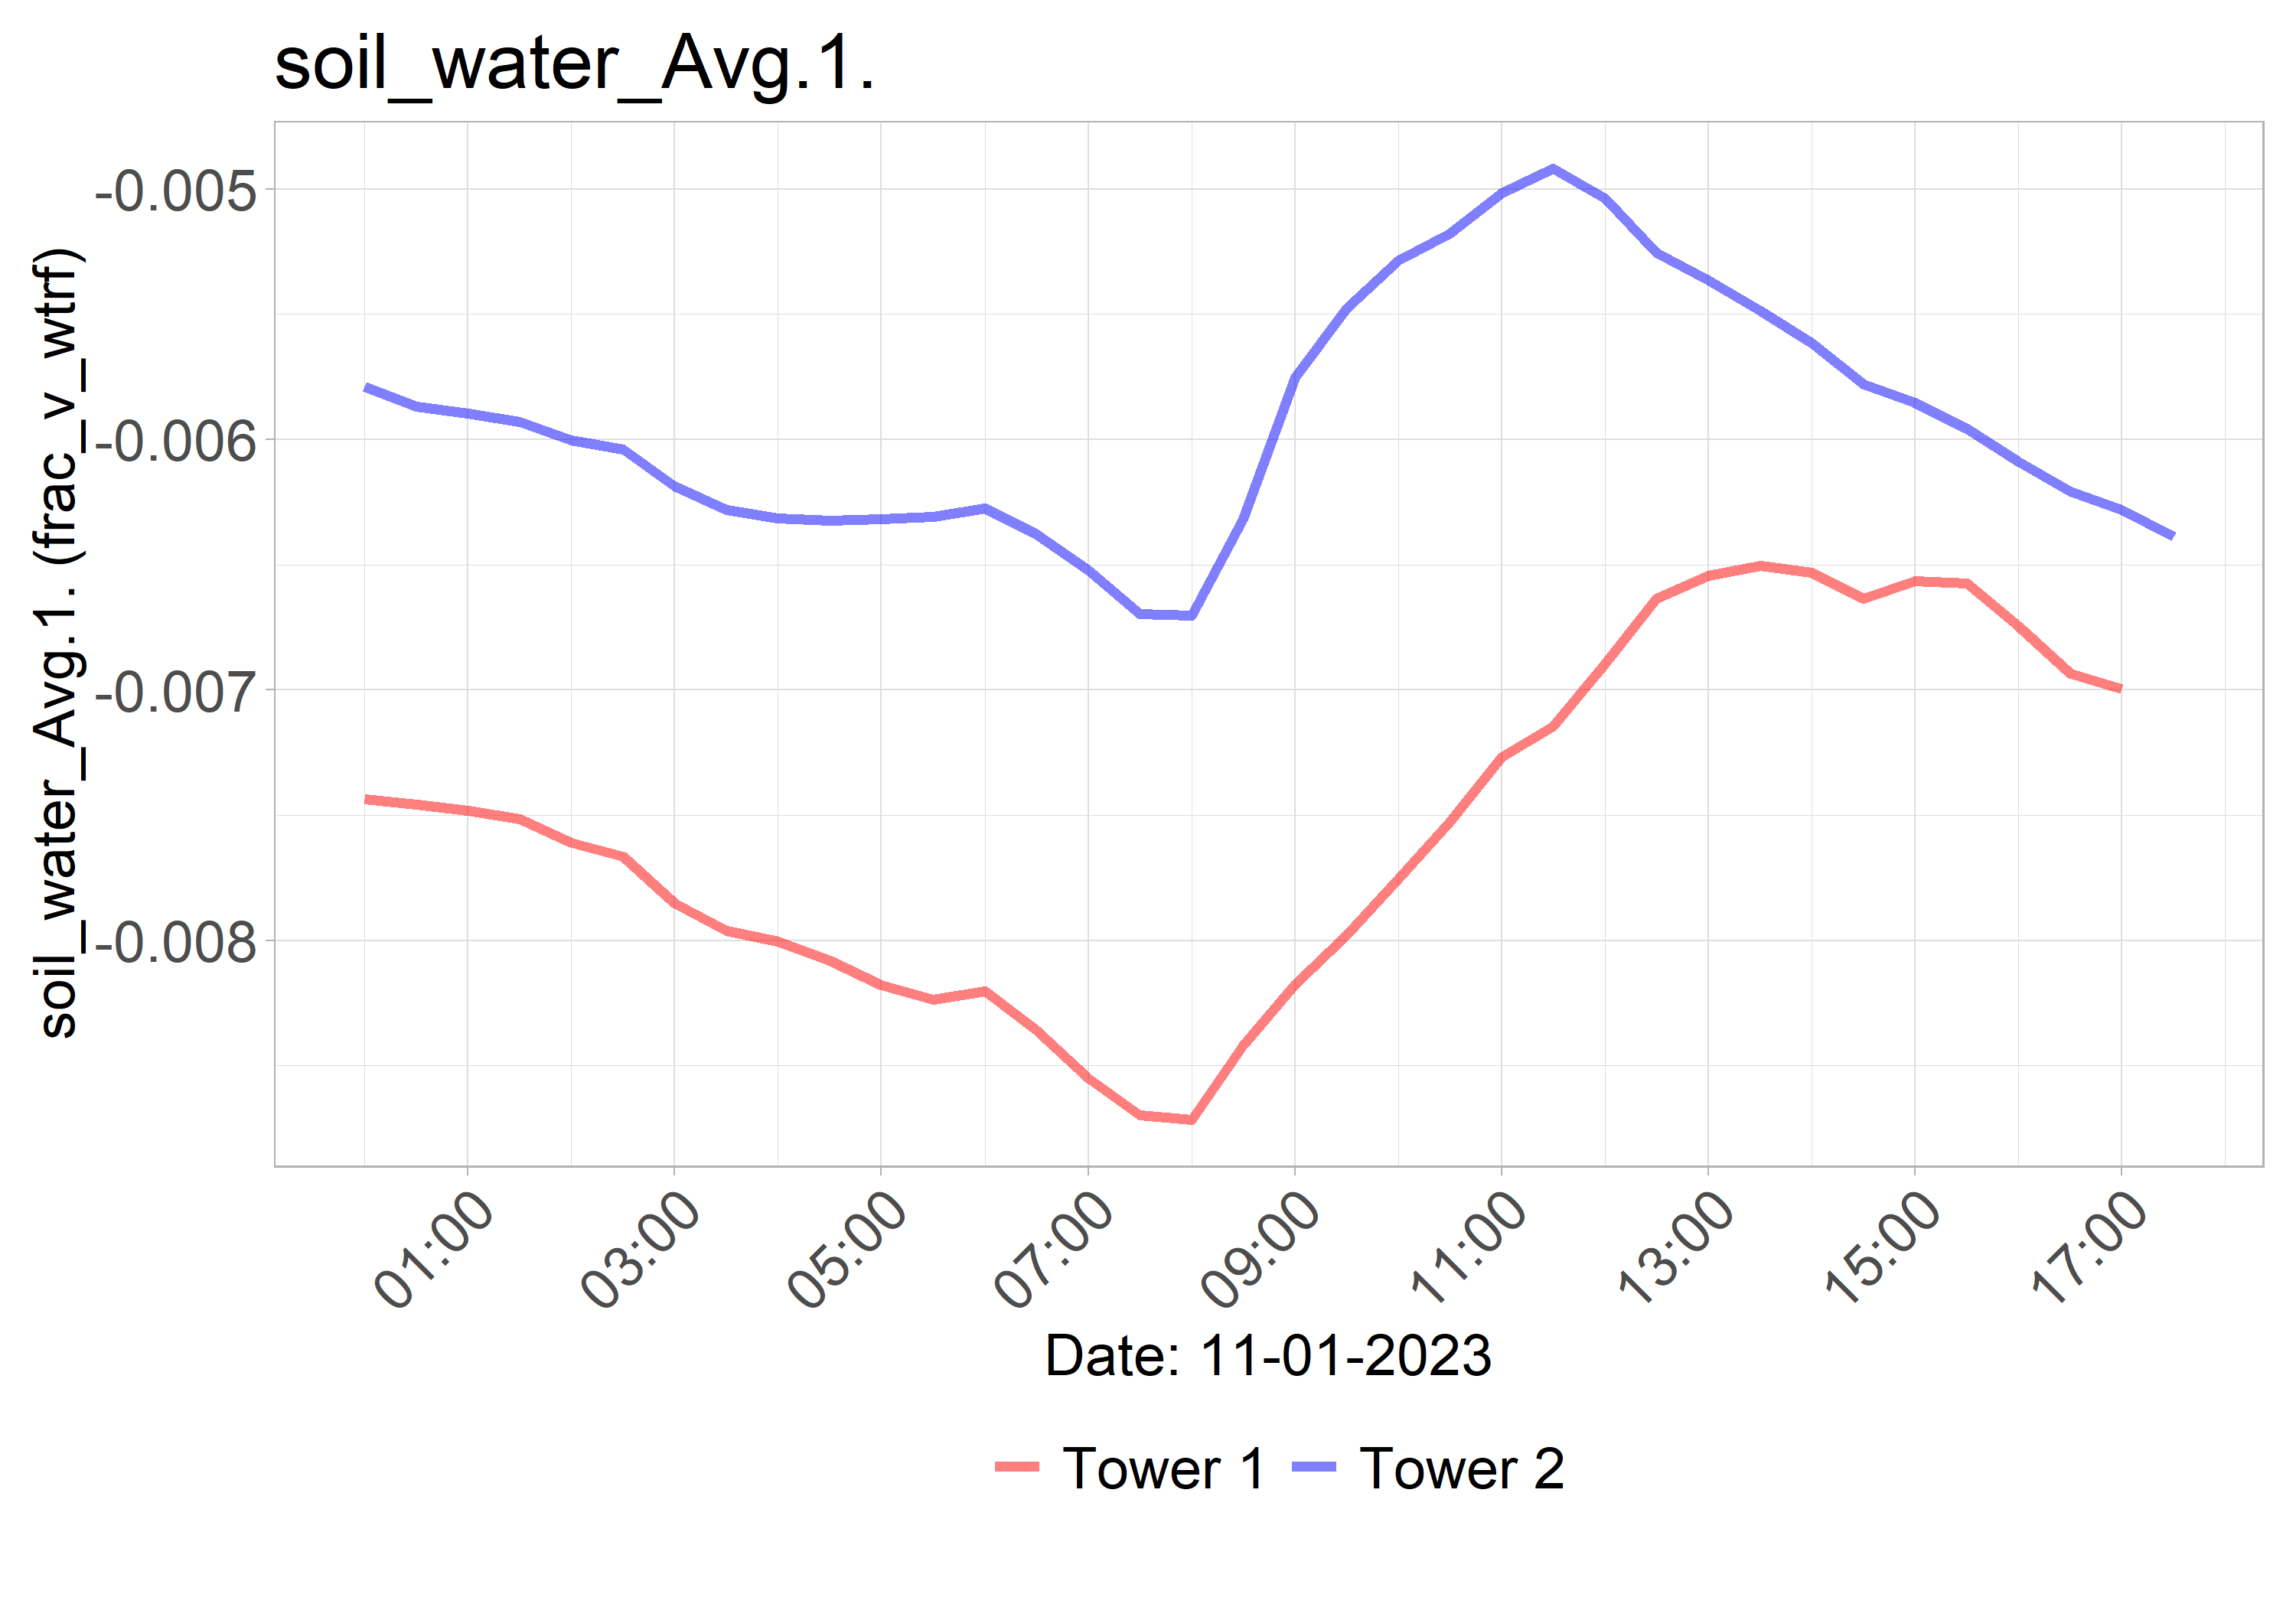 soil_water_Avg.1.
soil_water_Avg.1. (frac_v_wtrf)
-0.005
-0.006
-0.007
-0.008
01:00
03:00
05:00
07:00
09:00
11:00
13:00
15:00
17:00
Date: 11-01-2023
Tower 1
Tower 2